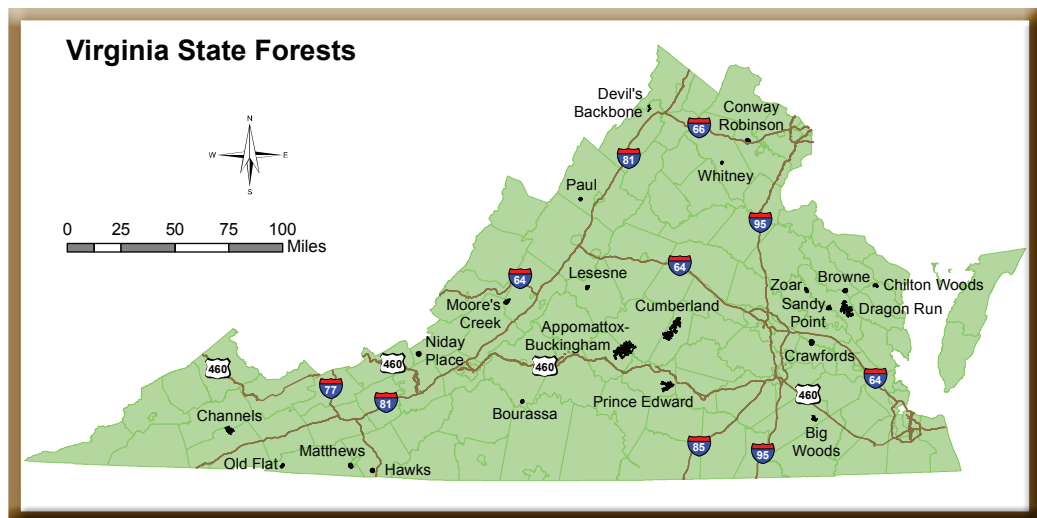 Virginia State Forests
N
W
E
S
0 25 50 75 100
Miles
Devil's
Backbone
Conway
Robinson
66
81
Whitney
Paul
95
64
Lesesne
64
Moore's
Creek
Zoar
Browne
Chilton Woods
Sandy
Point
Dragon Run
Cumberland
Appomattox-
Buckingham
Niday
Place
Crawfords
460
460
460
77
81
64
460
Prince Edward
Bourassa
Channels
Big
Woods
Matthews
Old Flat
Hawks
85
95